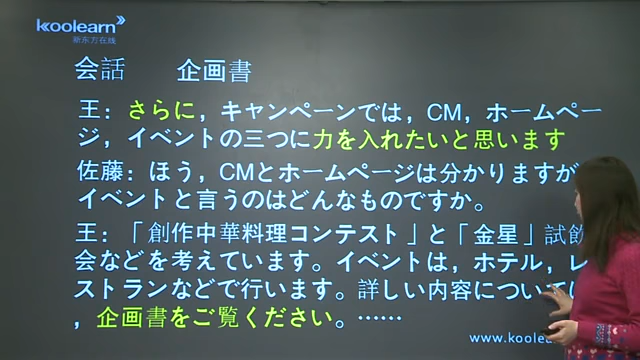 koolearn
新东方在线
会話　企画書
王：さらに，キャンペーンでは，CM，ホームペー
ジ，イベントの三つに力を入れたいと思います
佐藤：ほう，CMとホームページは分かりますが
イベントと言うのはどんなものですか。
王：「創作中華料理コンテスト」と「金星」試飲
会などを考えています。イベントは，ホテル，レ
ストランなどで行います。詳しい内容については
，企画書をご覧ください。……
www.koolea